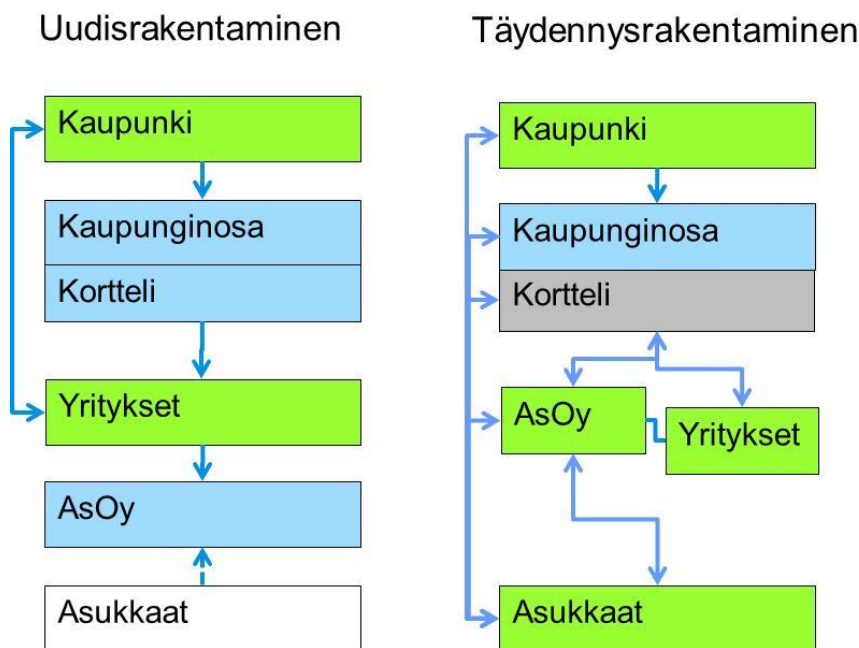 Uudisrakentaminen
Kaupunki
Kaupunginosa
Kortteli
Yritykset
AsOy
Asukkaat
Täydennysrakentaminen
Kaupunki
Kaupunginosa
Kortteli
AsOy
Yritykset
Asukkaat